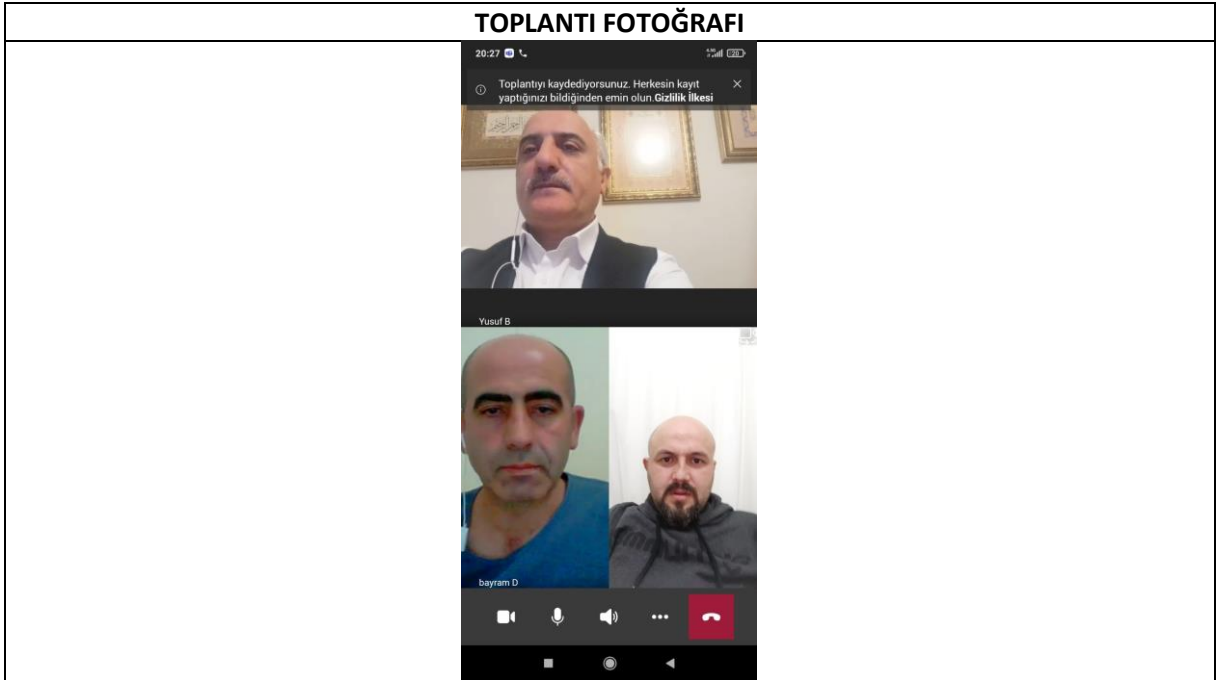 TOPLANTI FOTOĞRAFI
20:27
Toplantıyı kaydediyorsunuz. Herkesin kayıt
yaptığınızı bildiğinden emin olun.Gizlilik İlkesi
Yusuf B
bayram D